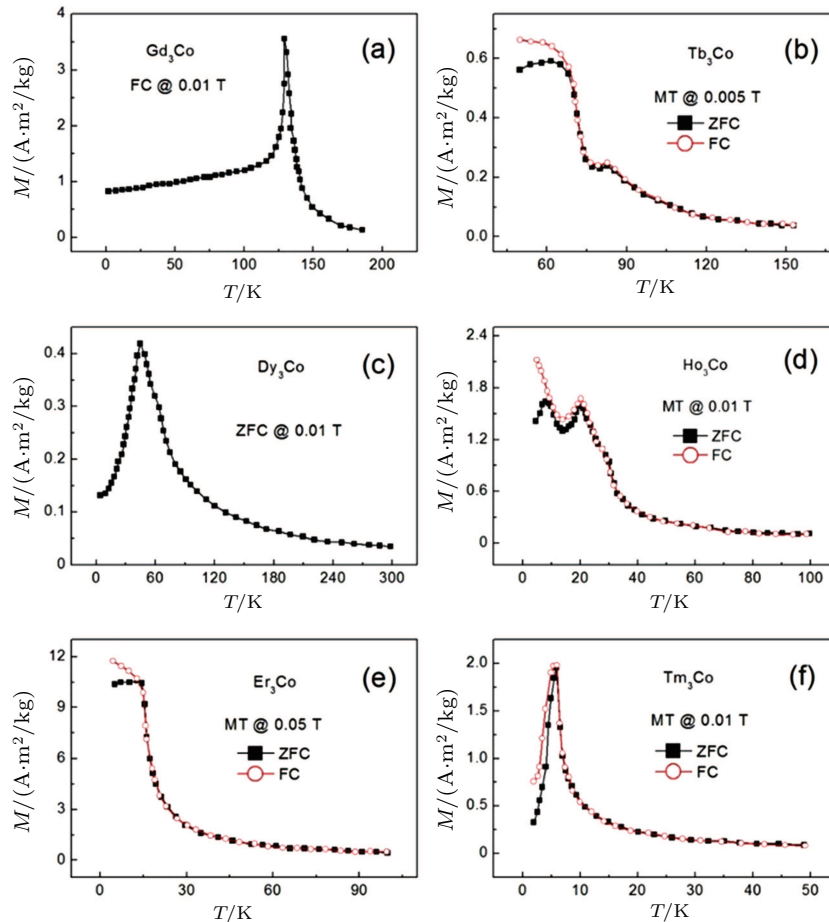 (a)
Gd₃Co
FC @ 0.01 T
M/(A·m²/kg)
4
3
2
1
0
0 50 100 150 200
T/K
(b)
Tb₃Co
MT @ 0.005 T
ZFC
FC
M/(A·m²/kg)
0.6
0.4
0.2
0
60 90 120 150
T/K
(c)
Dy₃Co
ZFC @ 0.01 T
M/(A·m²/kg)
0.4
0.3
0.2
0.1
0
0 60 120 180 240 300
T/K
(d)
Ho₃Co
MT @ 0.01 T
ZFC
FC
M/(A·m²/kg)
2.4
1.8
1.2
0.6
0
0 20 40 60 80 100
T/K
(e)
Er₃Co
MT @ 0.05 T
ZFC
FC
M/(A·m²/kg)
12
9
6
3
0
0 30 60 90
T/K
(f)
Tm₃Co
MT @ 0.01 T
ZFC
FC
M/(A·m²/kg)
2.0
1.5
1.0
0.5
0
0 10 20 30 40 50
T/K